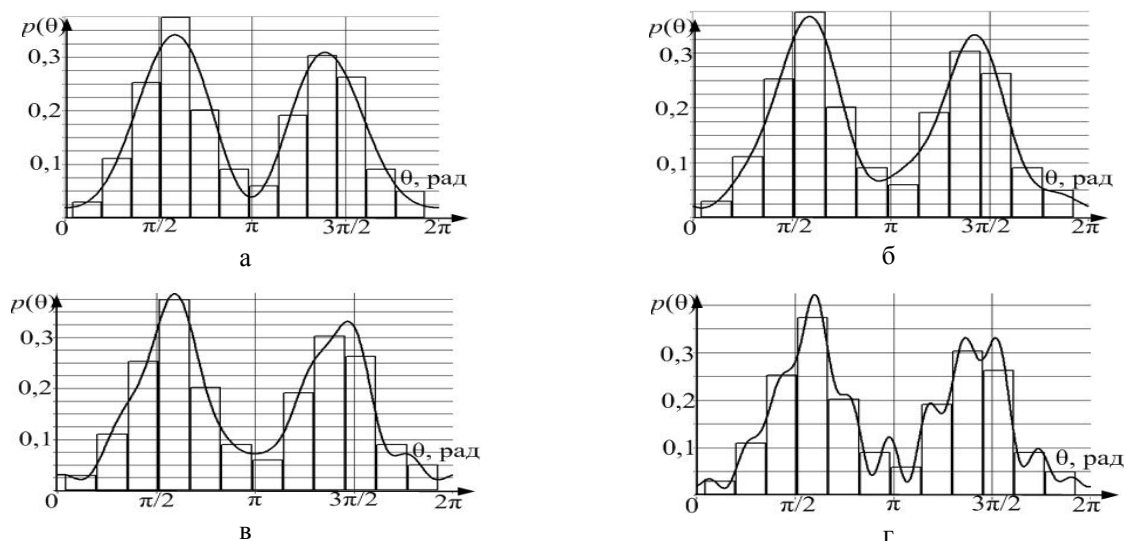 p(θ)
0,3
0,2
0,1
θ, рад
0 π/2 π 3π/2 2π
а
p(θ)
0,3
0,2
0,1
θ, рад
0 π/2 π 3π/2 2π
б
p(θ)
0,3
0,2
0,1
θ, рад
0 π/2 π 3π/2 2π
в
p(θ)
0,3
0,2
0,1
θ, рад
0 π/2 π 3π/2 2π
г